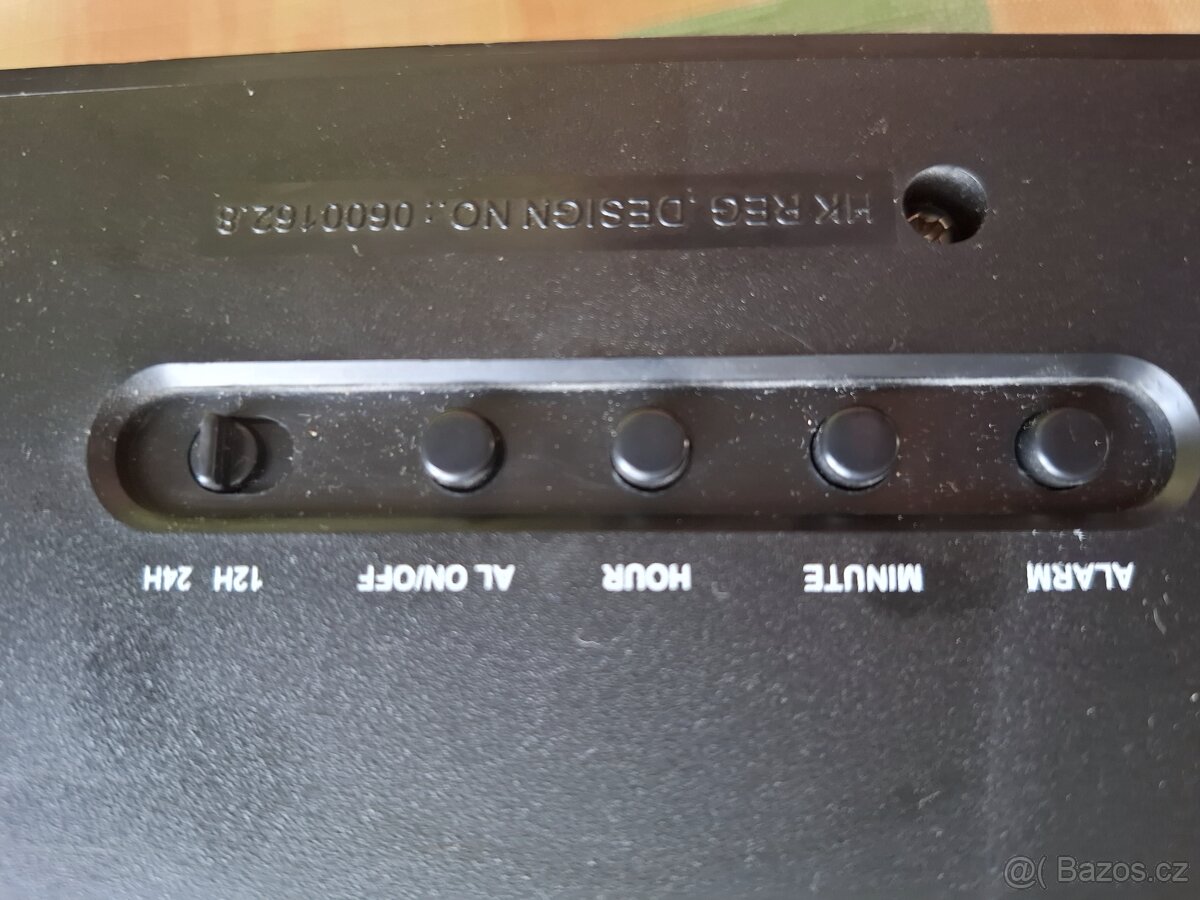 ALARM MINUTE HOUR AL ON/OFF 12H 24H
HK REG. DESIGN NO.: 0600162.8
@( Bazos.cz